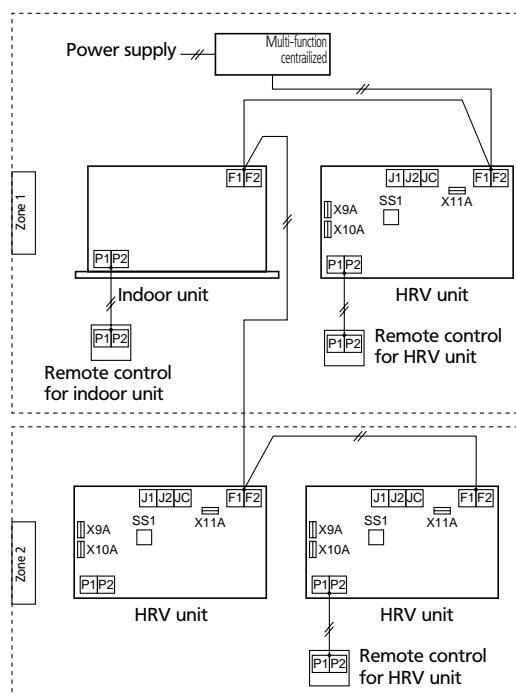 Power supply
Multi-function
centrailized
Zone 1
F1 F2
P1 P2
Indoor unit
P1 P2
Remote control
for indoor unit
J1 J2 JC
F1 F2
X9A
X10A
SS1
X11A
P1 P2
HRV unit
P1 P2
Remote control
for HRV unit
Zone 2
J1 J2 JC
F1 F2
X9A
X10A
SS1
X11A
P1 P2
HRV unit
J1 J2 JC
F1 F2
X9A
X10A
SS1
X11A
P1 P2
HRV unit
P1 P2
Remote control
for HRV unit